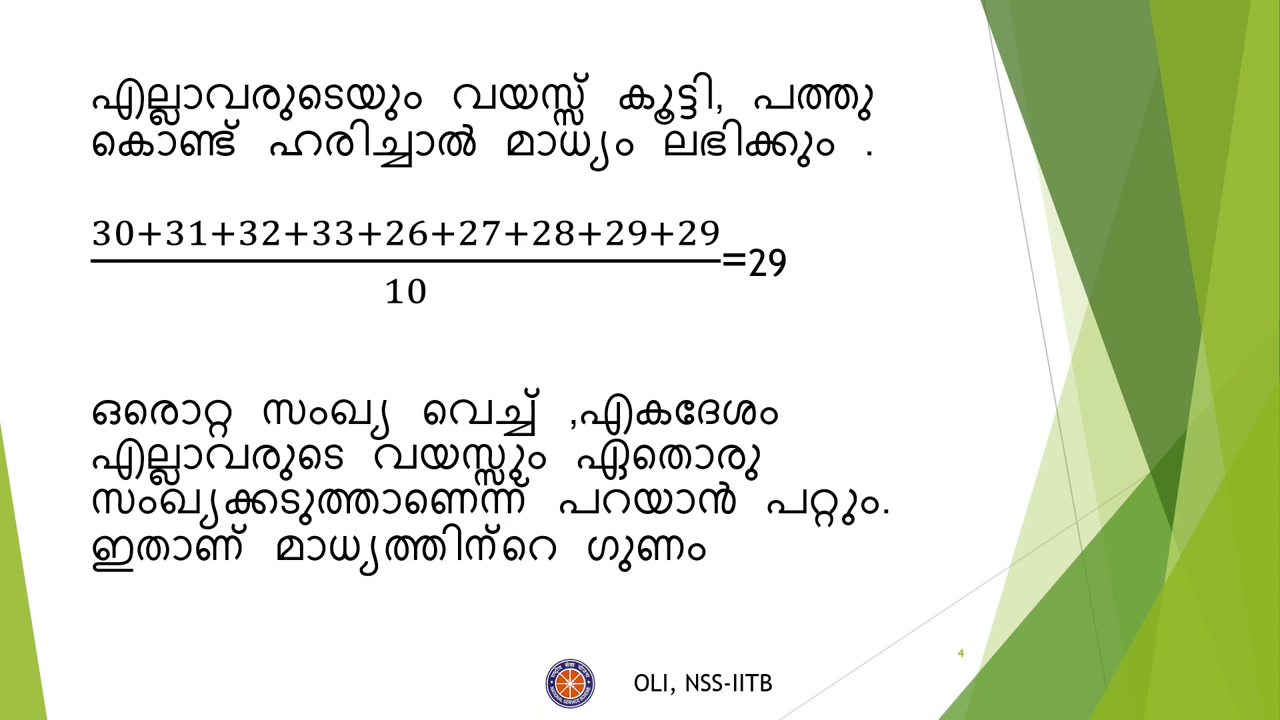 എല്ലാവരുടെയും വയസ്സ് കൂട്ടി, പത്തു
കൊണ്ട് ഹരിച്ചാൽ മാധ്യം ലഭിക്കും .
30+31+32+33+26+27+28+29+29
=29
10
ഒരൊറ്റ സംഖ്യ വെച്ച് ,എകദേശം
എല്ലാവരുടെ വയസ്സും ഏതൊരു
സംഖ്യക്കടുത്താണെന്ന് പറയാൻ പറ്റും.
ഇതാണ് മാധ്യത്തിന്റെ ഗുണം
4
OLI, NSS-IITB